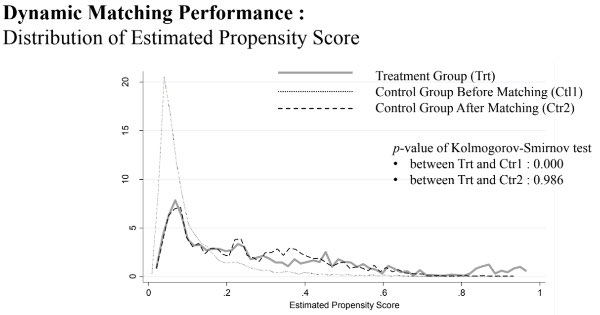 Dynamic Matching Performance :
Distribution of Estimated Propensity Score
Treatment Group (Trt)
Control Group Before Matching (Ctl1)
Control Group After Matching (Ctr2)
p-value of Kolmogorov-Smirnov test
• between Trt and Ctr1 : 0.000
• between Trt and Ctr2 : 0.986
20
15
10
5
0
0 .2 .4 .6 .8 1
Estimated Propensity Score